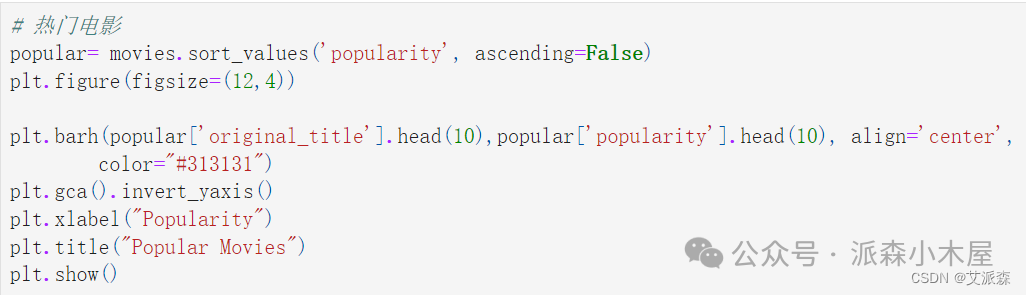 # 热门电影
popular= movies.sort_values('popularity', ascending=False)
plt.figure(figsize=(12,4))
plt.barh(popular['original_title'].head(10),popular['popularity'].head(10), align='center',
color="#313131")
plt.gca().invert_yaxis()
plt.xlabel("Popularity")
plt.title("Popular Movies")
plt.show()
公众号 · 派森小木屋
CSDN @艾派森